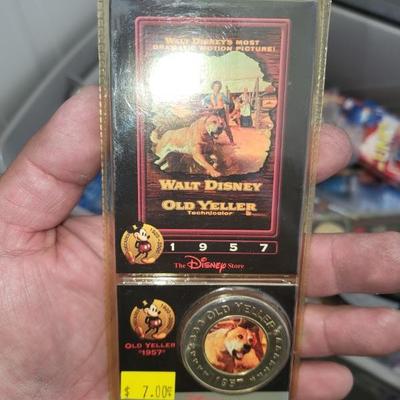 WALT DISNEY'S MOST
DRAMATIC MOTION PICTURE!
WALT DISNEY
OLD YELLER
Technicolor
1957
The Disney Store
OLD YELLER
"1957"
OLD YELLER
1957
$ 7.00